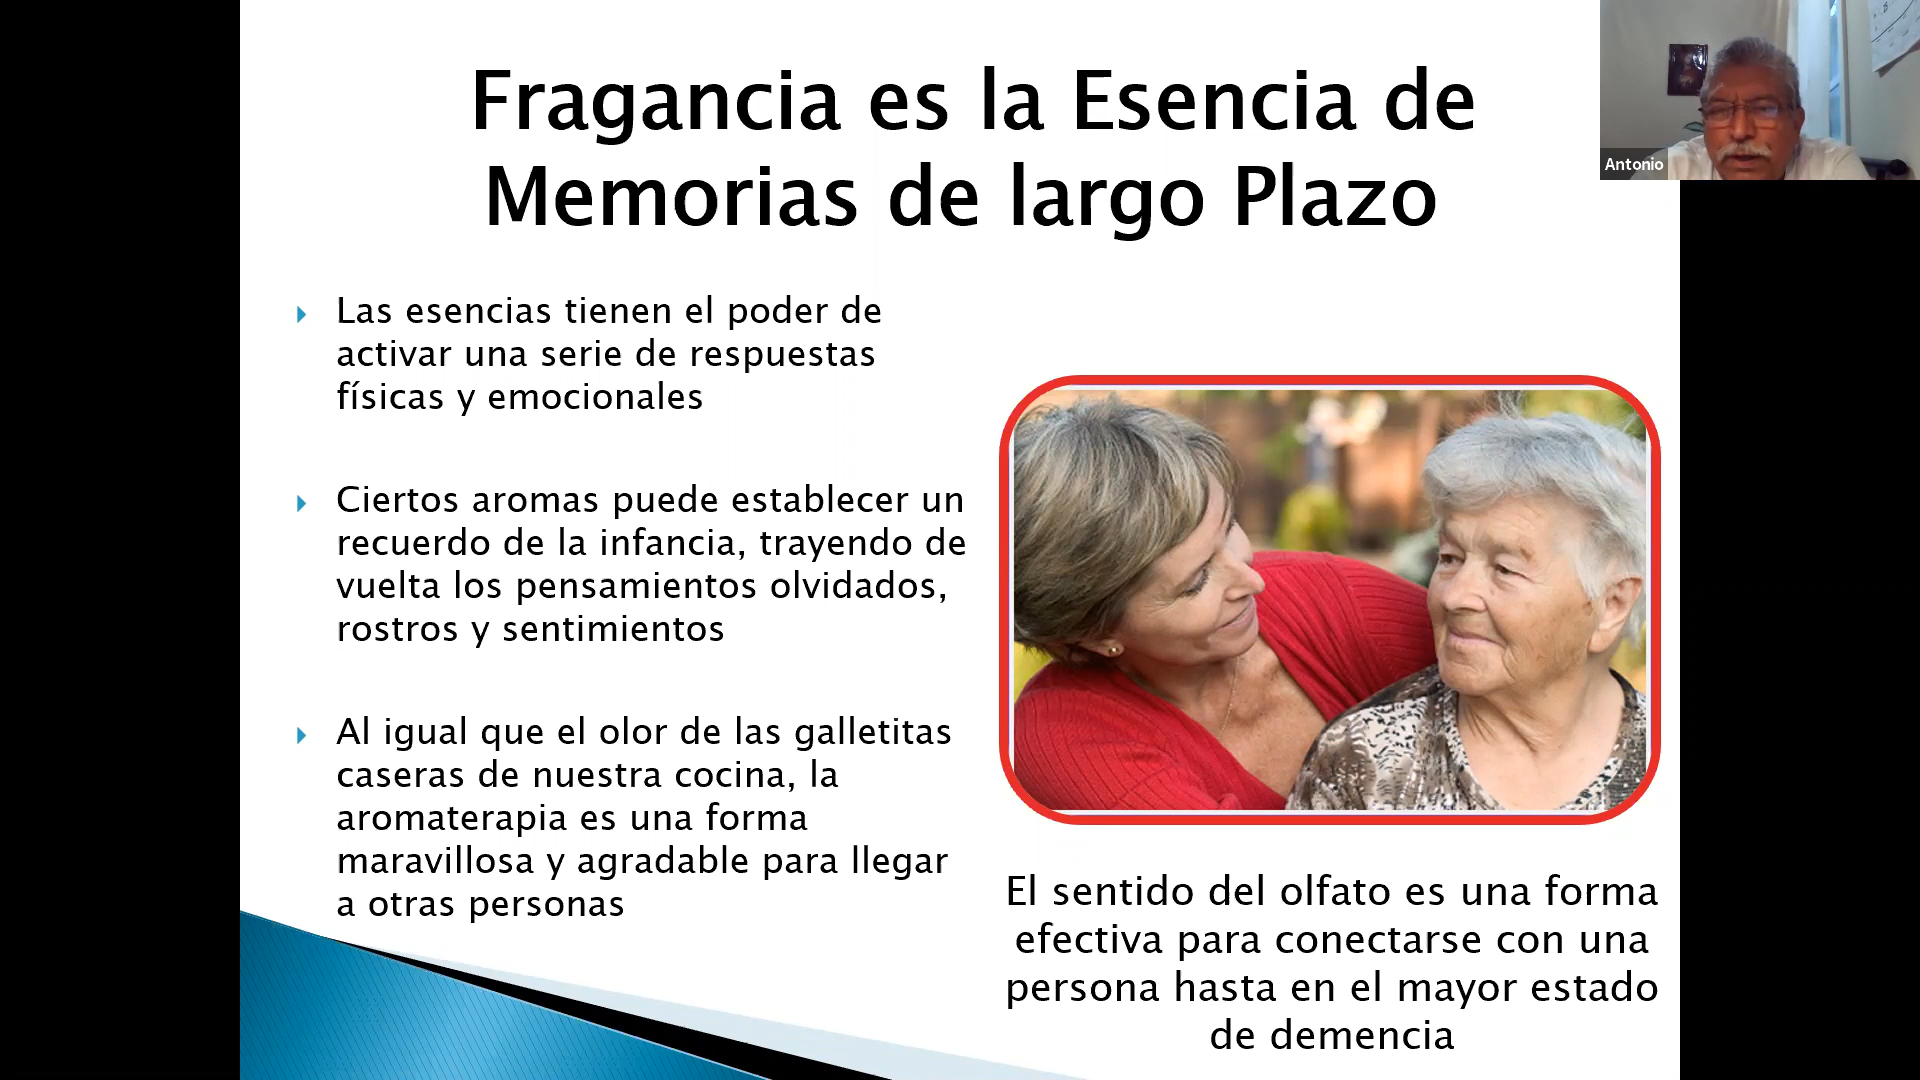 Fragancia es la Esencia de
Memorias de largo Plazo
Antonio
Las esencias tienen el poder de
activar una serie de respuestas
físicas y emocionales
Ciertos aromas puede establecer un
recuerdo de la infancia, trayendo de
vuelta los pensamientos olvidados,
rostros y sentimientos
Al igual que el olor de las galletitas
caseras de nuestra cocina, la
aromaterapia es una forma
maravillosa y agradable para llegar
a otras personas
El sentido del olfato es una forma
efectiva para conectarse con una
persona hasta en el mayor estado
de demencia